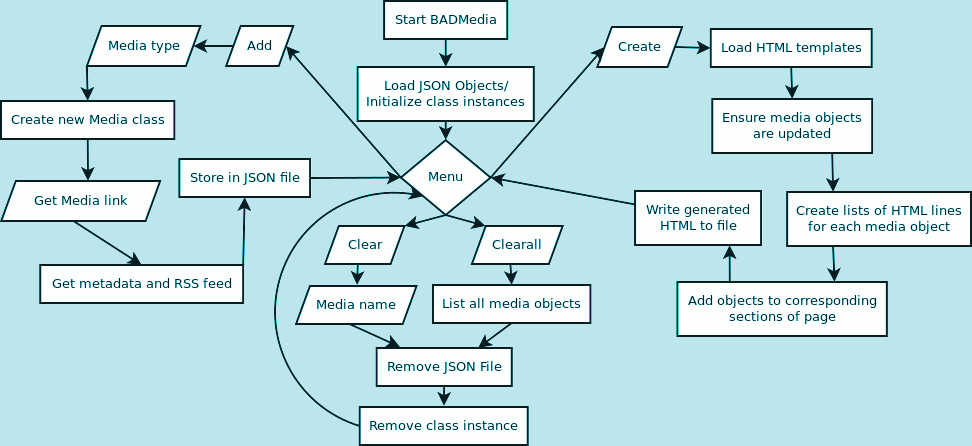 Start BADMedia
Load JSON Objects/
Initialize class instances
Menu
Add
Media type
Create new Media class
Get Media link
Get metadata and RSS feed
Store in JSON file
Clear
Media name
Clearall
List all media objects
Remove JSON File
Remove class instance
Create
Load HTML templates
Ensure media objects
are updated
Create lists of HTML lines
for each media object
Add objects to corresponding
sections of page
Write generated
HTML to file